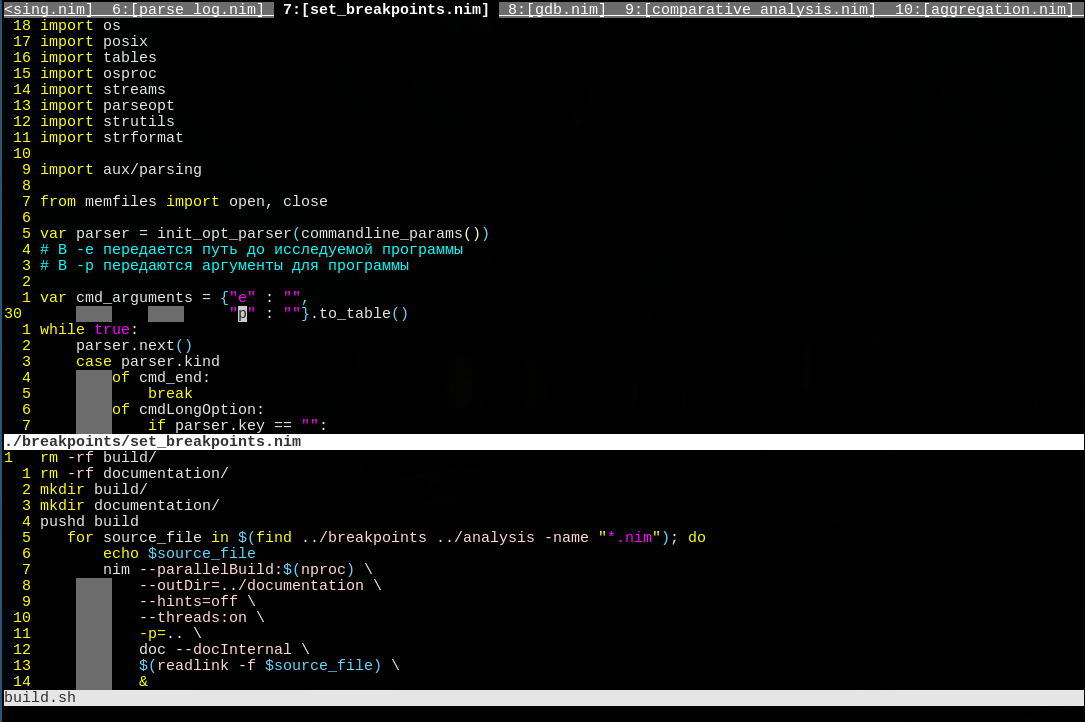 <sing.nim]  6:[parse_log.nim]  7:[set_breakpoints.nim]  8:[gdb.nim]  9:[comparative_analysis.nim]  10:[aggregation.nim]
 18 import os
 17 import posix
 16 import tables
 15 import osproc
 14 import streams
 13 import parseopt
 12 import strutils
 11 import strformat
 10
  9 import aux/parsing
  8
  7 from memfiles import open, close
  6
  5 var parser = init_opt_parser(commandline_params())
  4 # В -e передается путь до исследуемой программы
  3 # В -p передаются аргументы для программы
  2
  1 var cmd_arguments = {"e" : "",
30                       "p" : ""}.to_table()
  1 while true:
  2     parser.next()
  3     case parser.kind
  4         of cmd_end:
  5             break
  6         of cmdLongOption:
  7             if parser.key == "":
./breakpoints/set_breakpoints.nim
1   rm -rf build/
  1 rm -rf documentation/
  2 mkdir build/
  3 mkdir documentation/
  4 pushd build
  5    for source_file in $(find ../breakpoints ../analysis -name "*.nim"); do
  6        echo $source_file
  7        nim --parallelBuild:$(nproc) \
  8            --outDir=../documentation \
  9            --hints=off \
 10            --threads:on \
 11            -p=.. \
 12            doc --docInternal \
 13            $(readlink -f $source_file) \
 14            &
build.sh